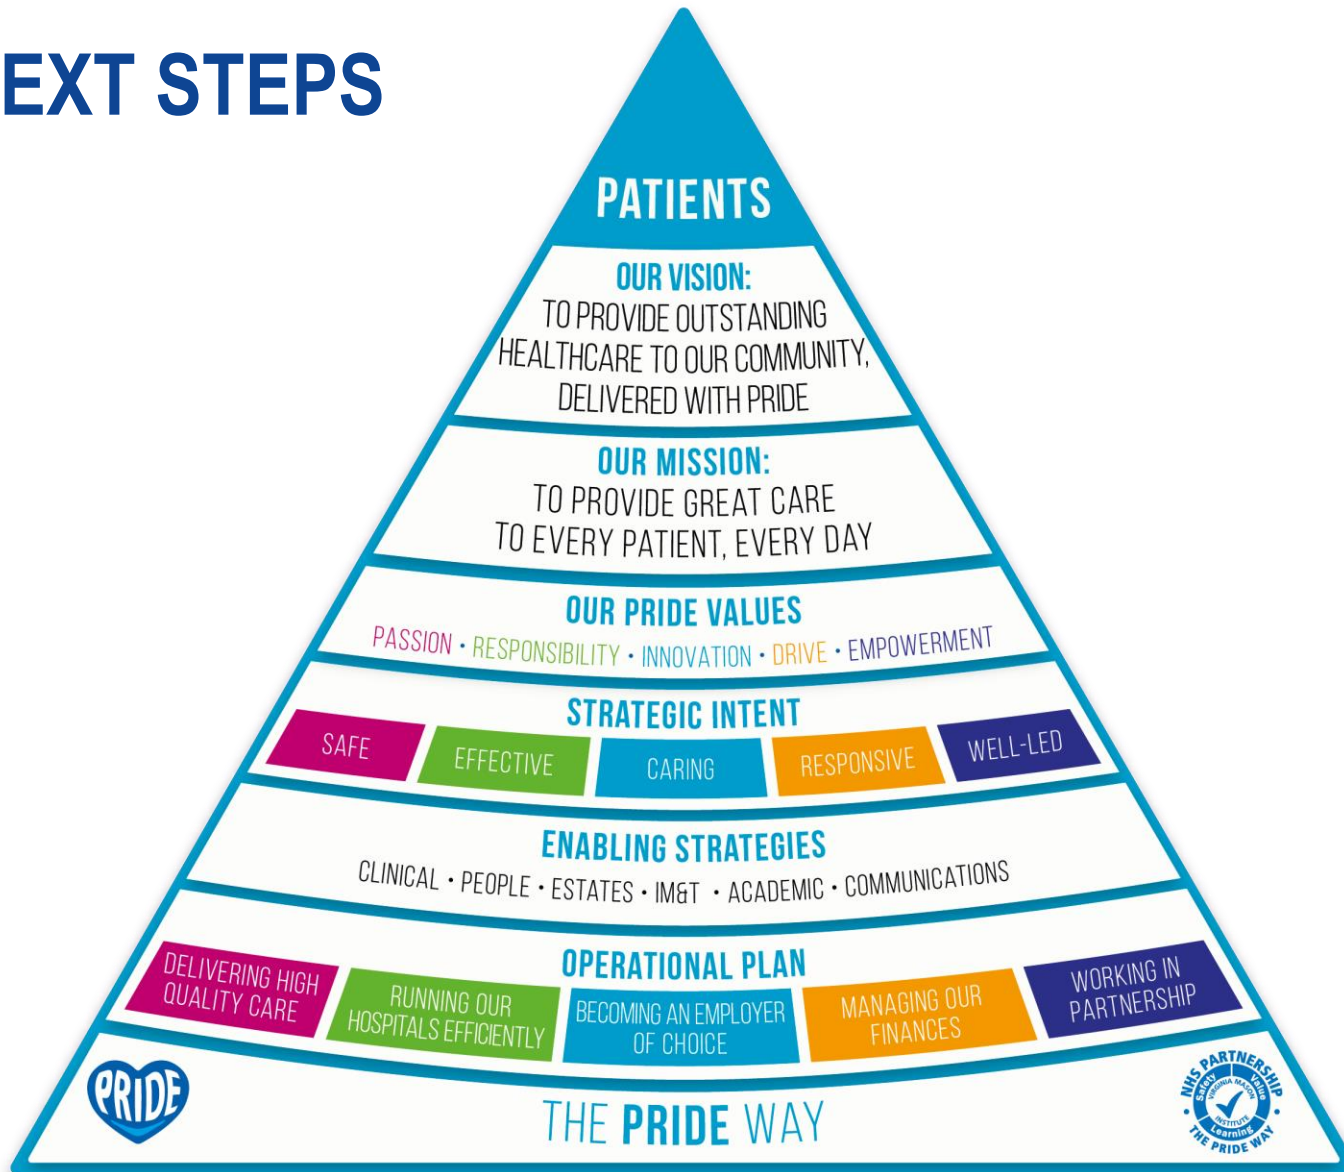 EXT STEPS
PATIENTS
OUR VISION:
TO PROVIDE OUTSTANDING
HEALTHCARE TO OUR COMMUNITY,
DELIVERED WITH PRIDE
OUR MISSION:
TO PROVIDE GREAT CARE
TO EVERY PATIENT, EVERY DAY
OUR PRIDE VALUES
PASSION • RESPONSIBILITY • INNOVATION • DRIVE • EMPOWERMENT
STRATEGIC INTENT
SAFE
EFFECTIVE
CARING
RESPONSIVE
WELL-LED
ENABLING STRATEGIES
CLINICAL • PEOPLE • ESTATES • IM&T • ACADEMIC • COMMUNICATIONS
OPERATIONAL PLAN
DELIVERING HIGH
QUALITY CARE
RUNNING OUR
HOSPITALS EFFICIENTLY
BECOMING AN EMPLOYER
OF CHOICE
MANAGING OUR
FINANCES
WORKING IN
PARTNERSHIP
PRIDE
THE PRIDE WAY
NHS PARTNERSHIP
Safety
Value
VIRGINIA MASON
INSTITUTE
Learning
• THE PRIDE WAY •